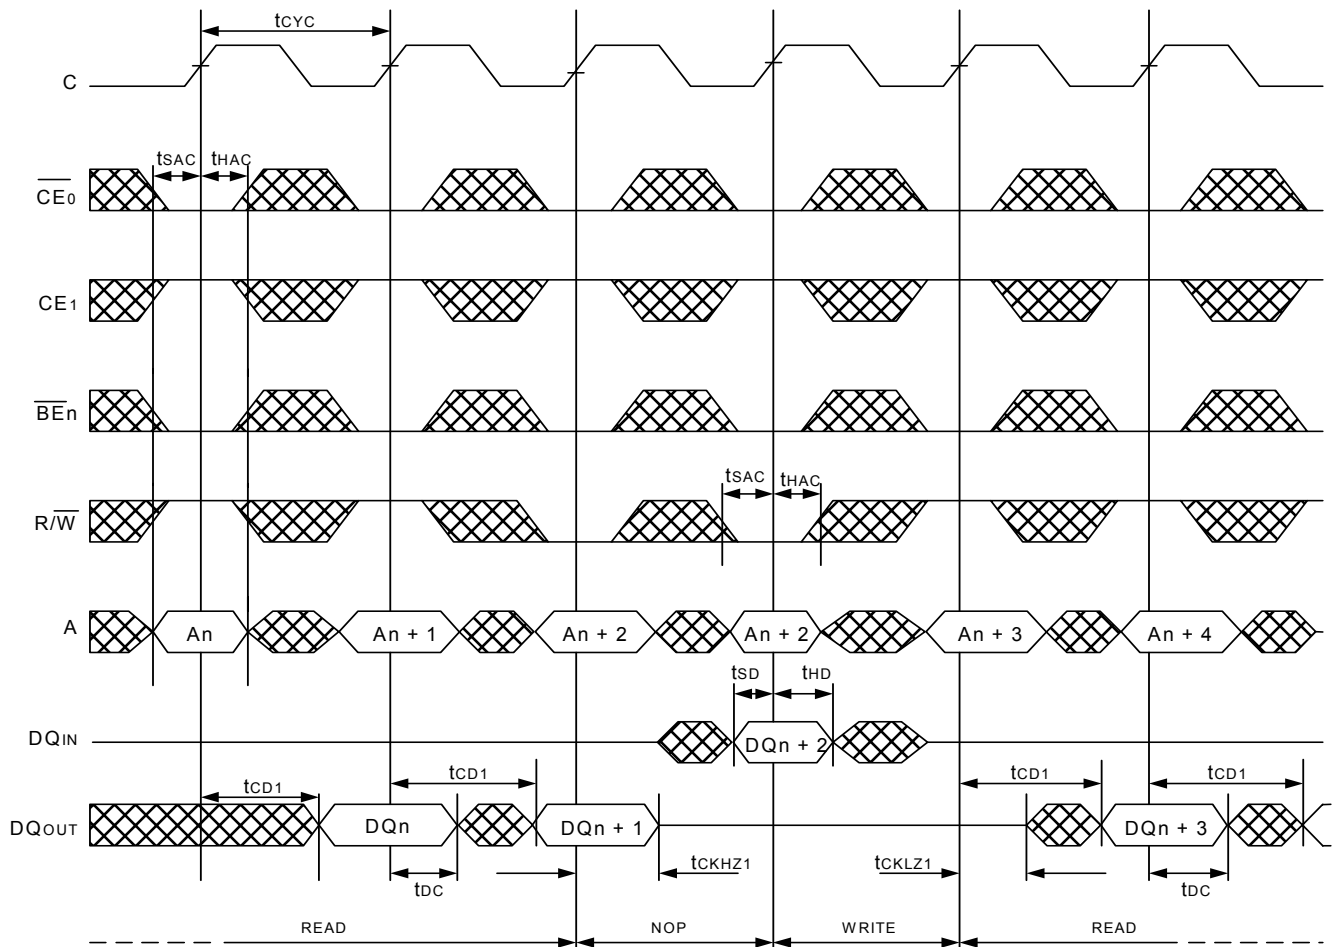 tCYC
C
tSAC tHAC
CE0
CE1
BEn
tSAC tHAC
R/W
A An An + 1 An + 2 An + 2 An + 3 An + 4
tSD tHD
DQIN DQn + 2
tCD1 tCD1 tCD1 tCD1
DQOUT DQn DQn + 1 DQn + 3
tDC tCKHZ1 tCKLZ1 tDC
READ NOP WRITE READ